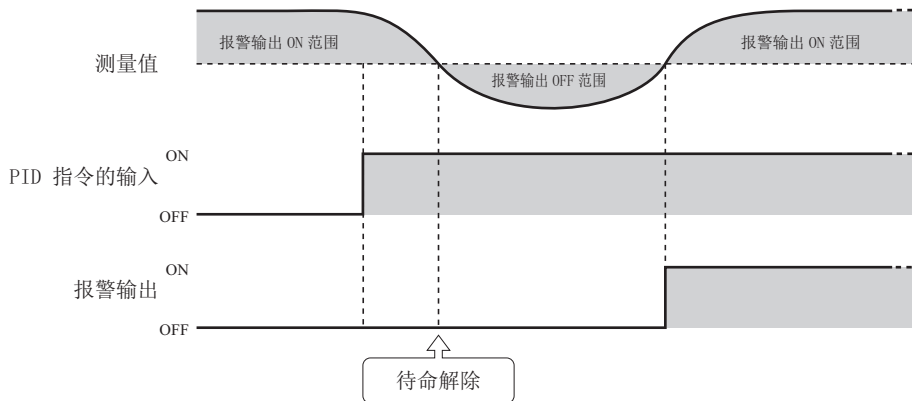 报警输出 ON 范围
报警输出 ON 范围
测量值
报警输出 OFF 范围
ON
PID 指令的输入
OFF
ON
报警输出
OFF
待命解除